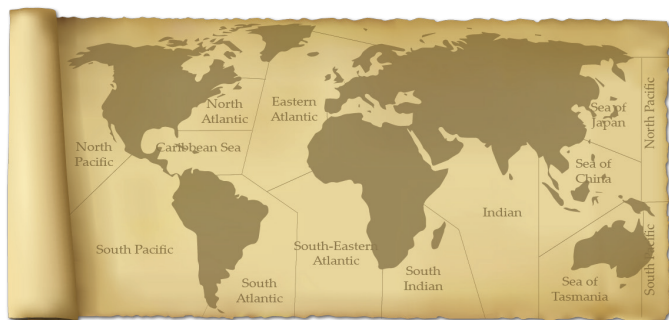 North
Atlantic
Eastern
Atlantic
Sea of
Japan
North Pacific
North
Pacific
Caribbean Sea
Sea of
China
Indian
South Pacific
South-Eastern
Atlantic
South
Indian
South
Atlantic
Sea of
Tasmania
South Pacific